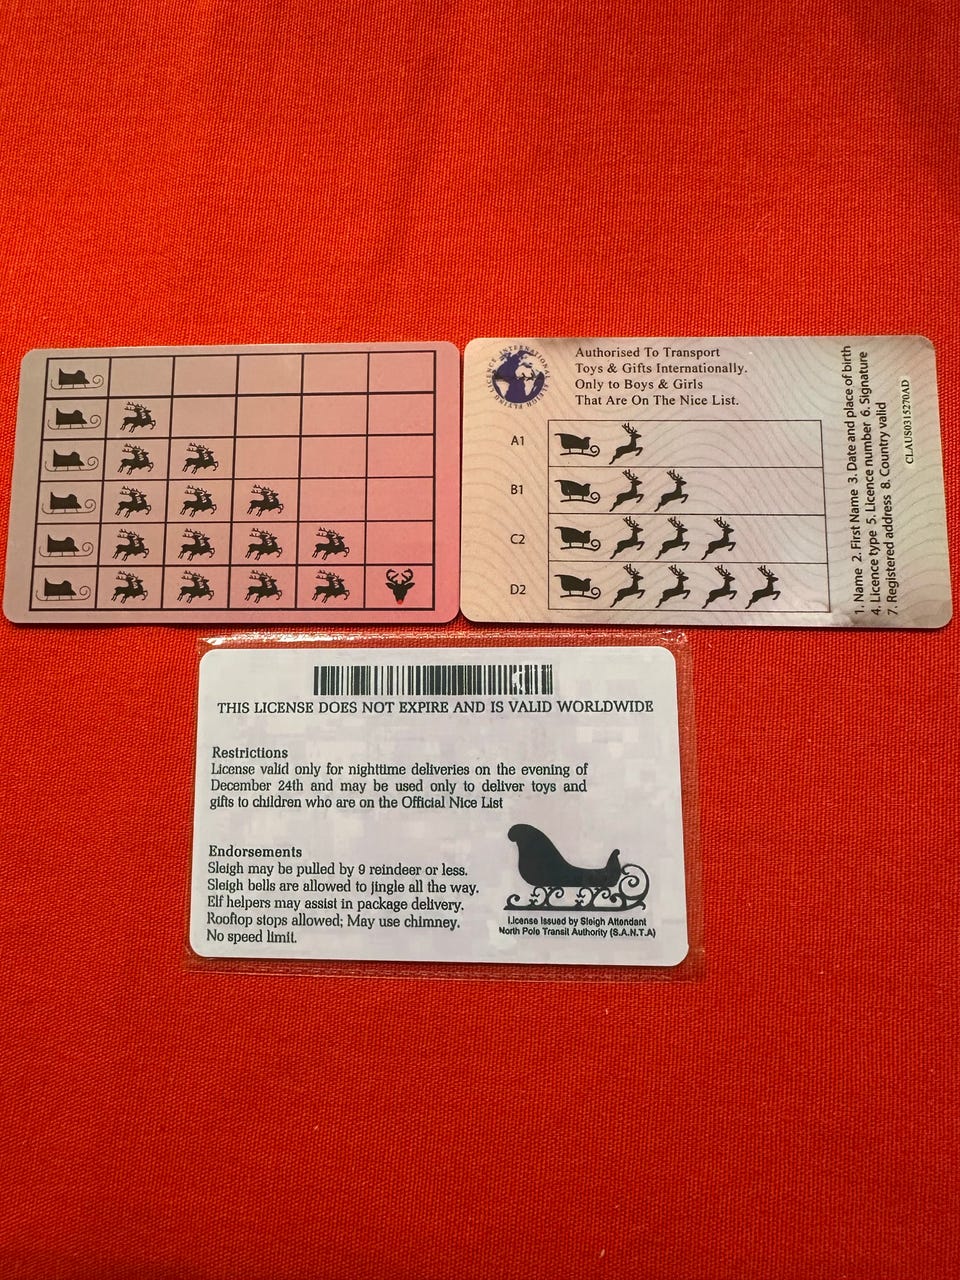 INTERNATIONAL SLEIGH FLYING LICENCE
Authorised To Transport
Toys & Gifts Internationally.
Only to Boys & Girls
That Are On The Nice List.
A1
B1
C2
D2
1. Name 2. First Name 3. Date and place of birth
4. Licence type 5. Licence number 6. Signature
7. Registered address 8. Country valid
CLAUS0315270AD
THIS LICENSE DOES NOT EXPIRE AND IS VALID WORLDWIDE
Restrictions
License valid only for nighttime deliveries on the evening of
December 24th and may be used only to deliver toys and
gifts to children who are on the Official Nice List
Endorsements
Sleigh may be pulled by 9 reindeer or less.
Sleigh bells are allowed to jingle all the way.
Elf helpers may assist in package delivery.
Rooftop stops allowed; May use chimney.
No speed limit.
License Issued by Sleigh Attendant
North Pole Transit Authority (S.A.N.T.A)